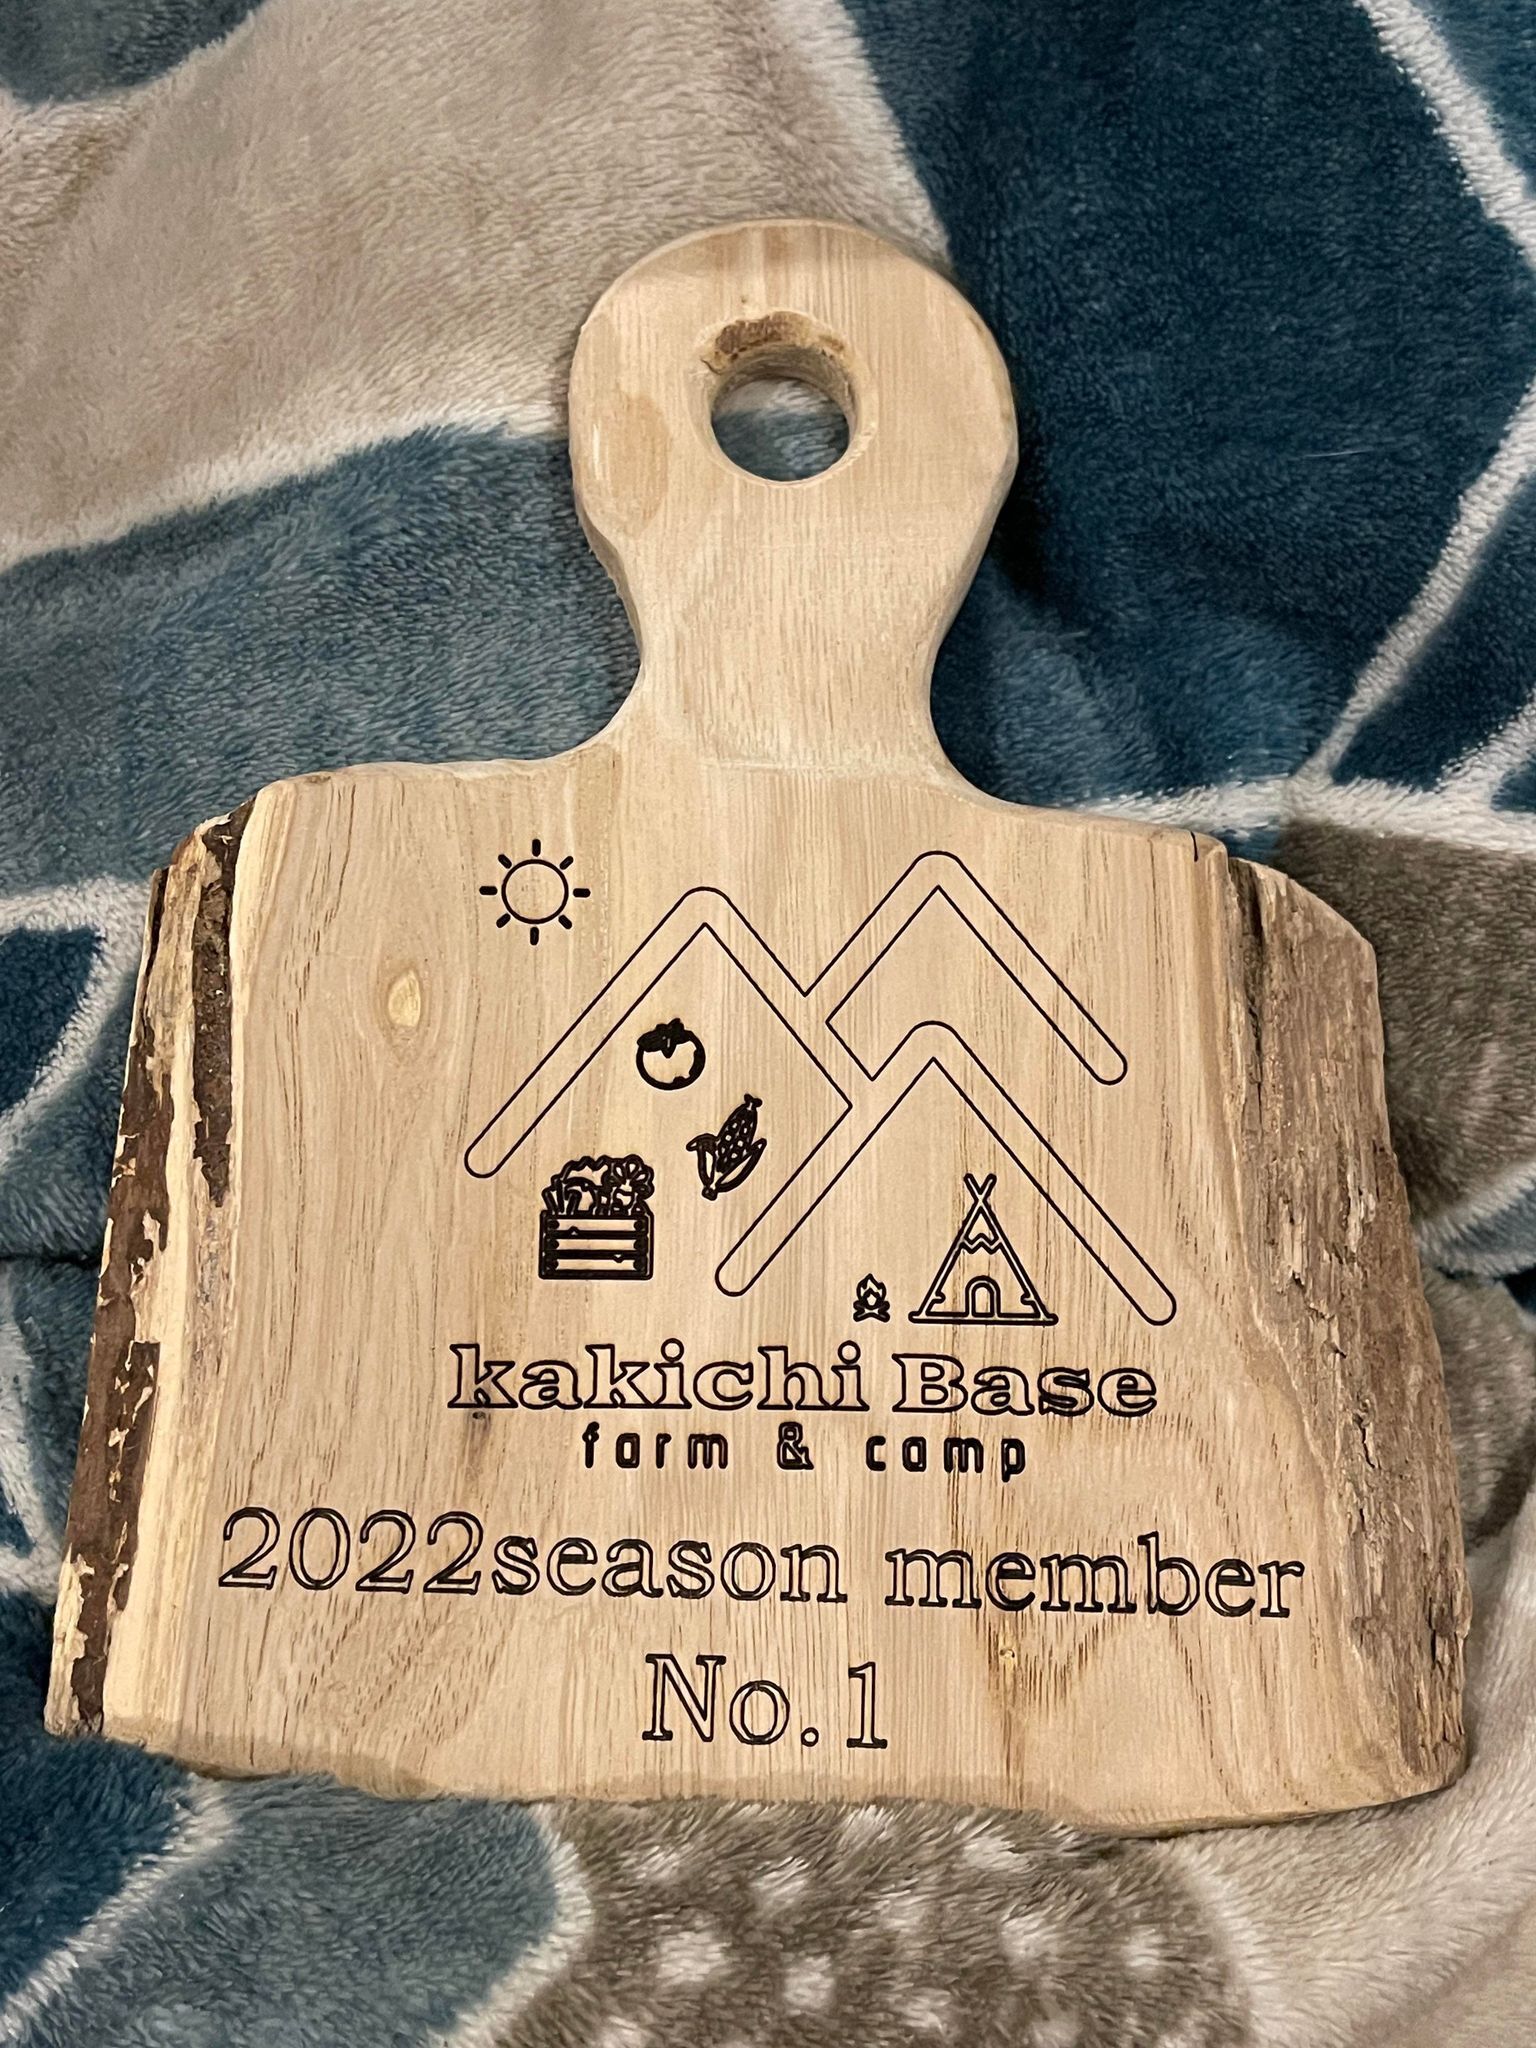 kakichi Base
farm & camp
2022season member
No.1